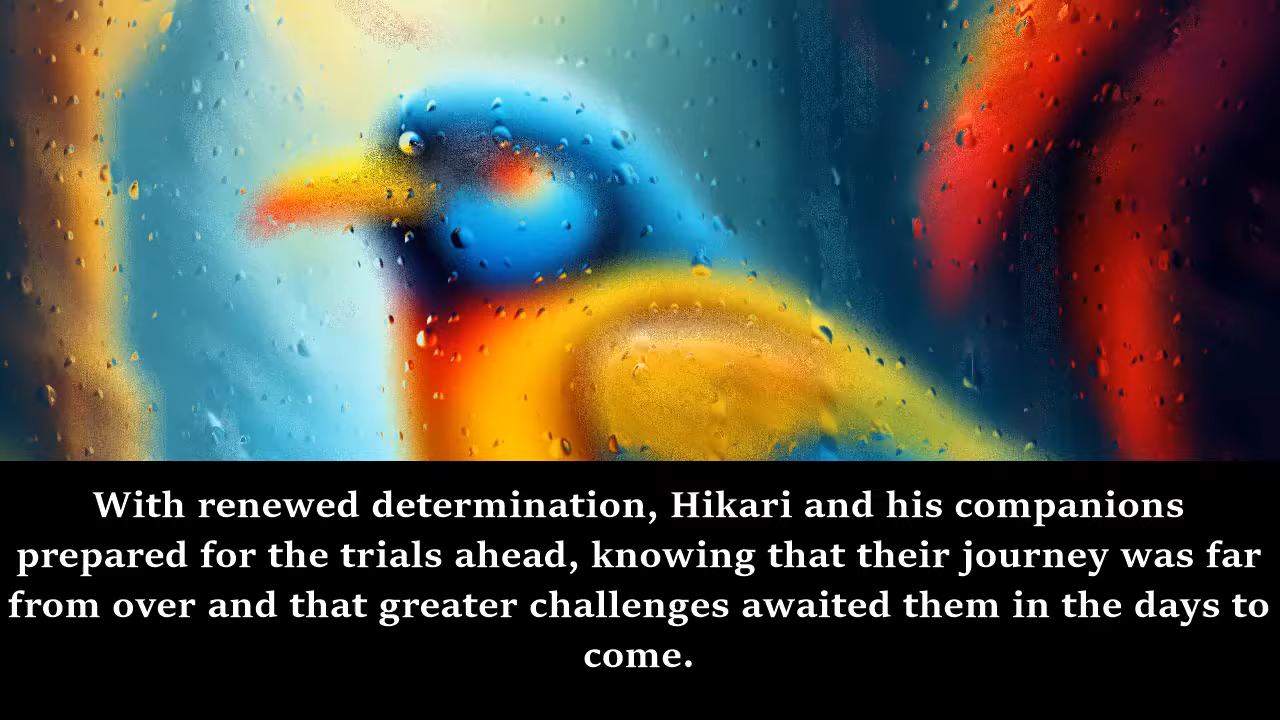 With renewed determination, Hikari and his companions
prepared for the trials ahead, knowing that their journey was far
from over and that greater challenges awaited them in the days to
come.